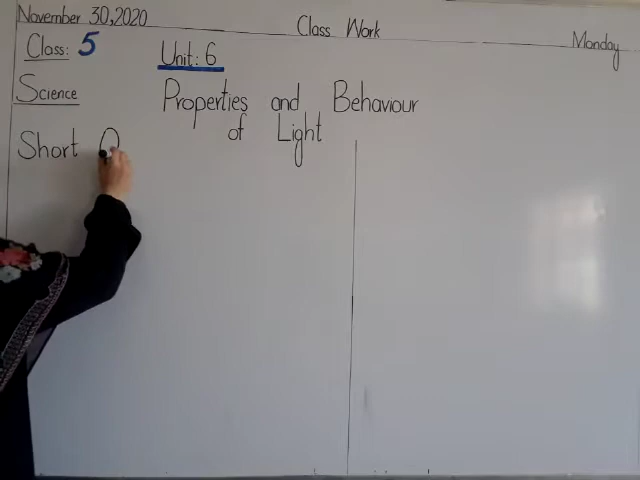 November 30,2020 Class Work Monday
Class: 5 Unit: 6
Science Properties and Behaviour
of Light
Short Q